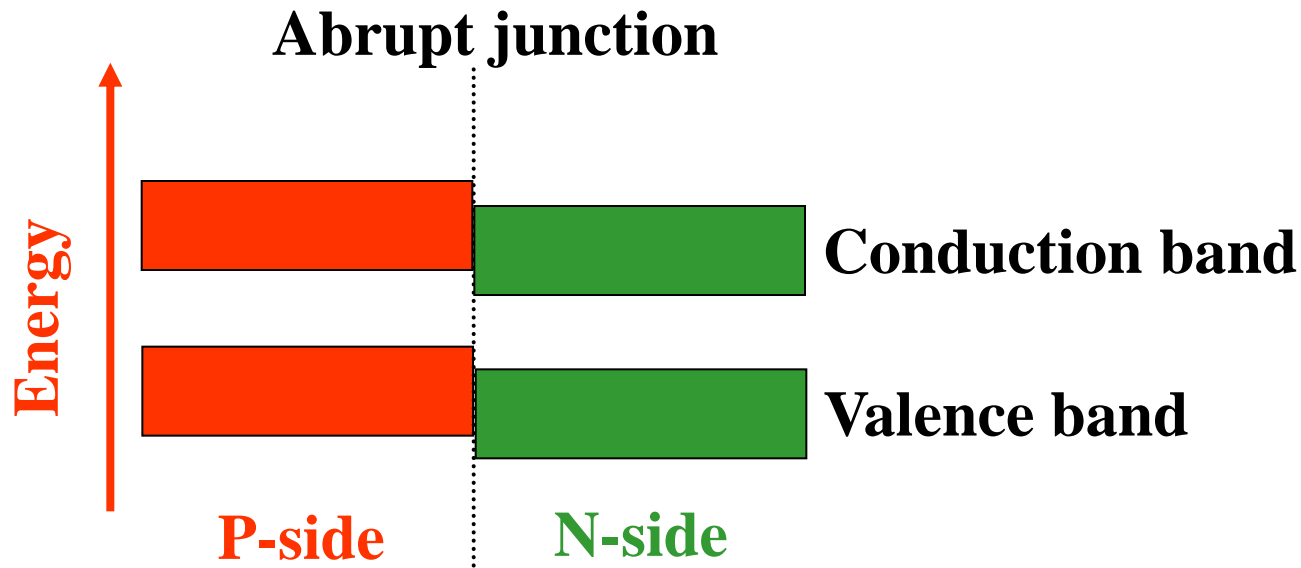 Abrupt junction
Energy
Conduction band
Valence band
P-side
N-side